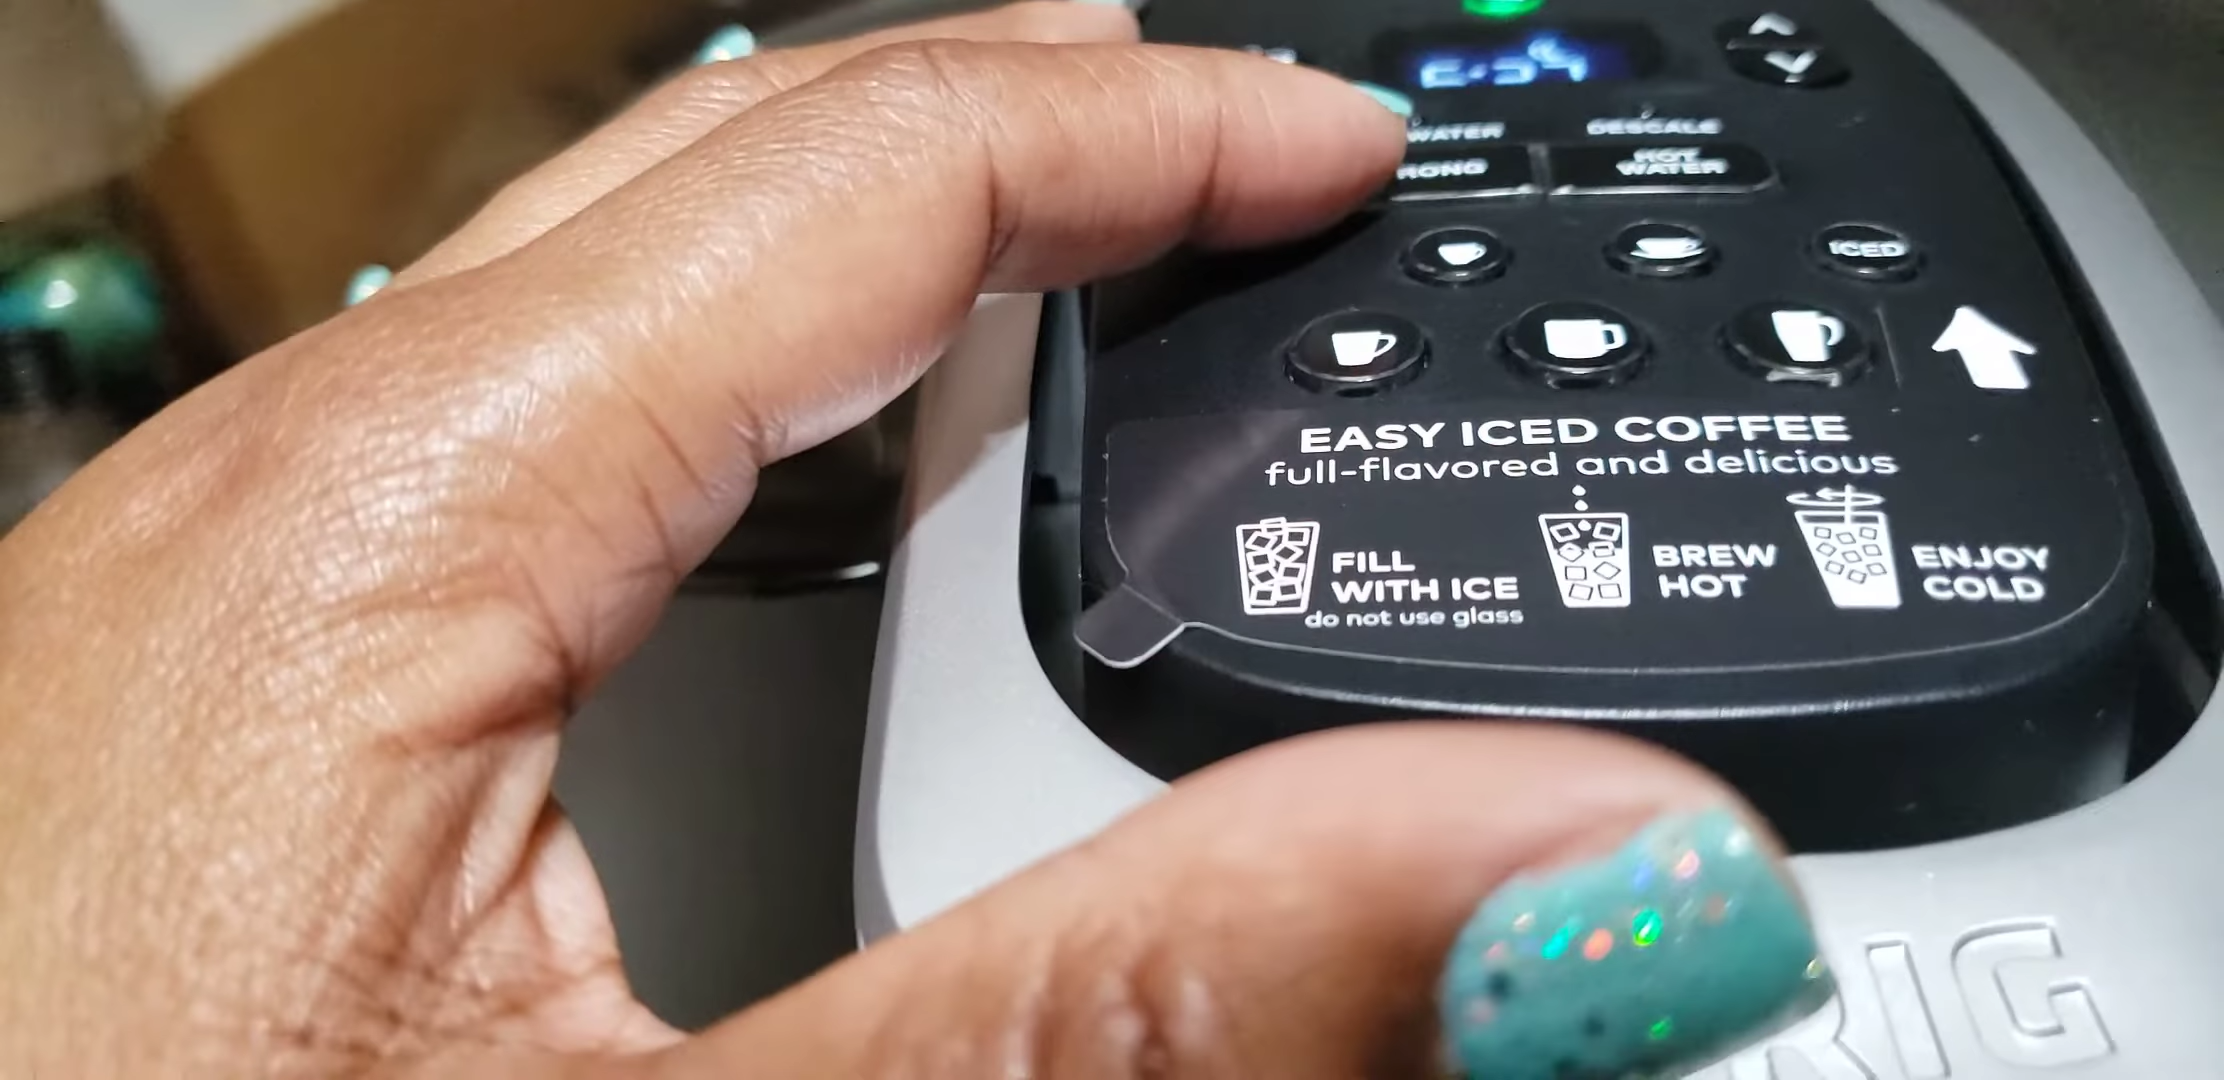 WATER
DESCALE
RONG
HOT
WATER
ICED
EASY ICED COFFEE
full-flavored and delicious
FILL
WITH ICE
do not use glass
BREW
HOT
ENJOY
COLD
RIG